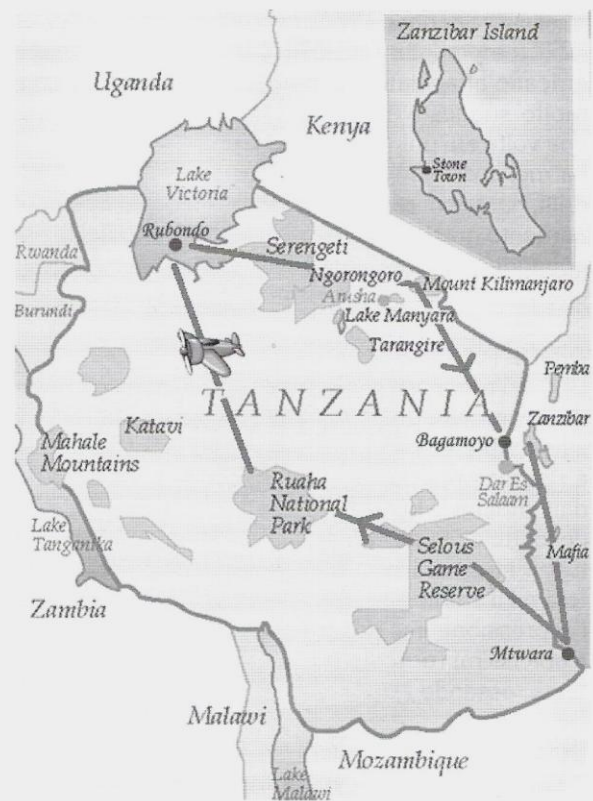 Zanzibar Island
Stone
Town
Uganda
Kenya
Lake
Victoria
Rubondo
Serengeti
Rwanda
Ngorongoro
Mount Kilimanjaro
Burundi
Arusha
Lake Manyara
Tarangire
Pemba
TANZANIA
Zanzibar
Katavi
Bagamoyo
Mahale
Mountains
Dar Es
Salaam
Ruaha
National
Park
Lake
Tanganika
Selous
Game
Reserve
Mafia
Zambia
Mtwara
Malawi
Mozambique
Lake
Malawi